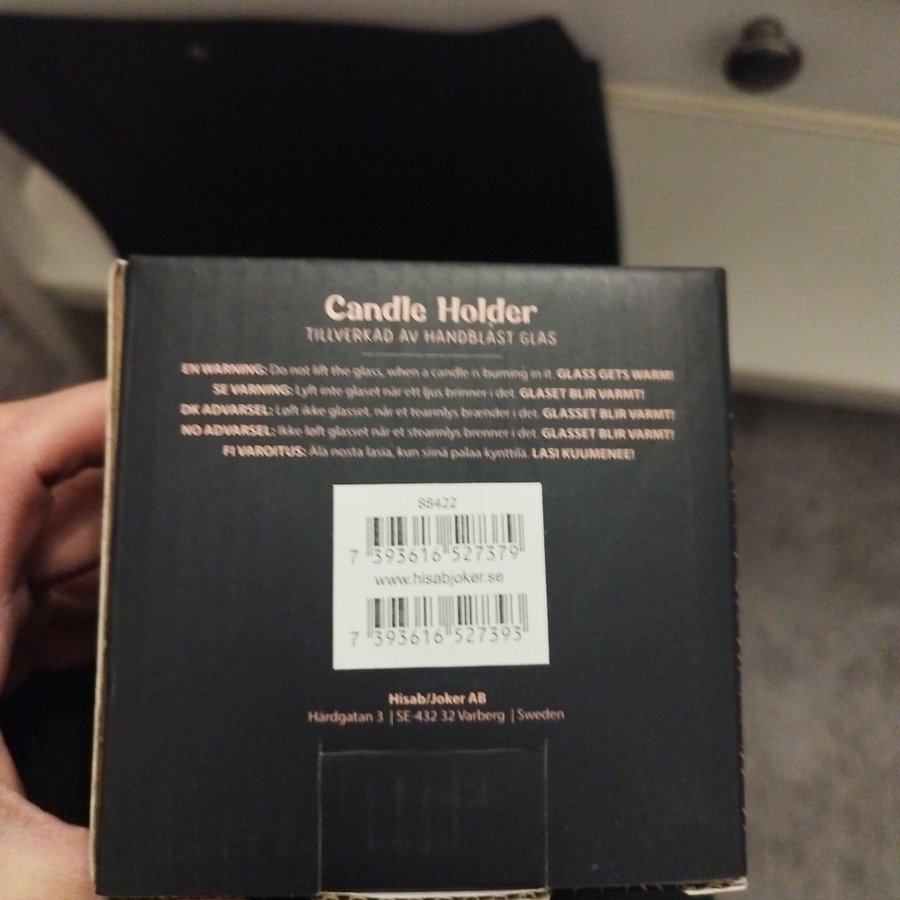 Candle Holder
TILLVERKAD AV HANDBLÅST GLAS
EN WARNING: Do not lift the glass, when a candle is burning in it. GLASS GETS WARM!
SE VARNING: Lyft inte glaset när ett ljus brinner i det. GLASET BLIR VARMT!
DK ADVARSEL: Løft ikke glasset, når et tearinlys brænder i det. GLASSET BLIR VARMT!
NO ADVARSEL: Ikke løft glasset når et stearinlys brenner i det. GLASSET BLIR VARMT!
FI VAROITUS: Älä nosta lasia, kun siinä palaa kynttilä. LASI KUUMENEE!
88422
7 393616 527379
www.hisabjoker.se
7 393616 527393
Hisab/Joker AB
Härdgatan 3 | SE-432 32 Varberg | Sweden